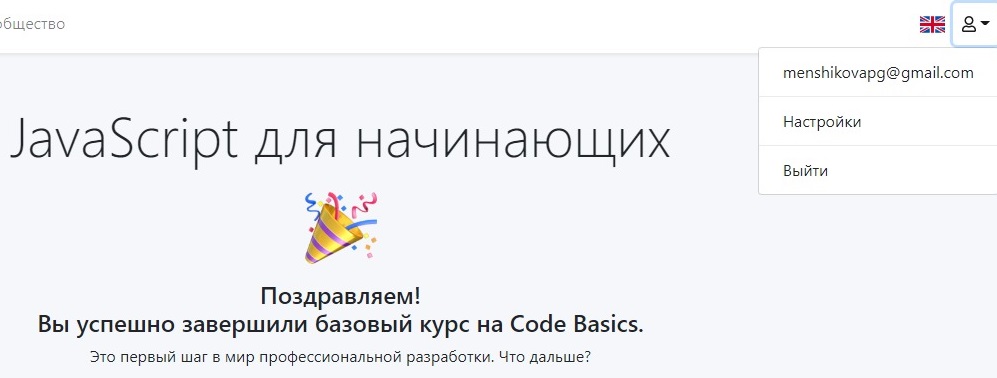 menshikovapg@gmail.com
Настройки
Выйти
JavaScript для начинающих
Поздравляем!
Вы успешно завершили базовый курс на Code Basics.
Это первый шаг в мир профессиональной разработки. Что дальше?